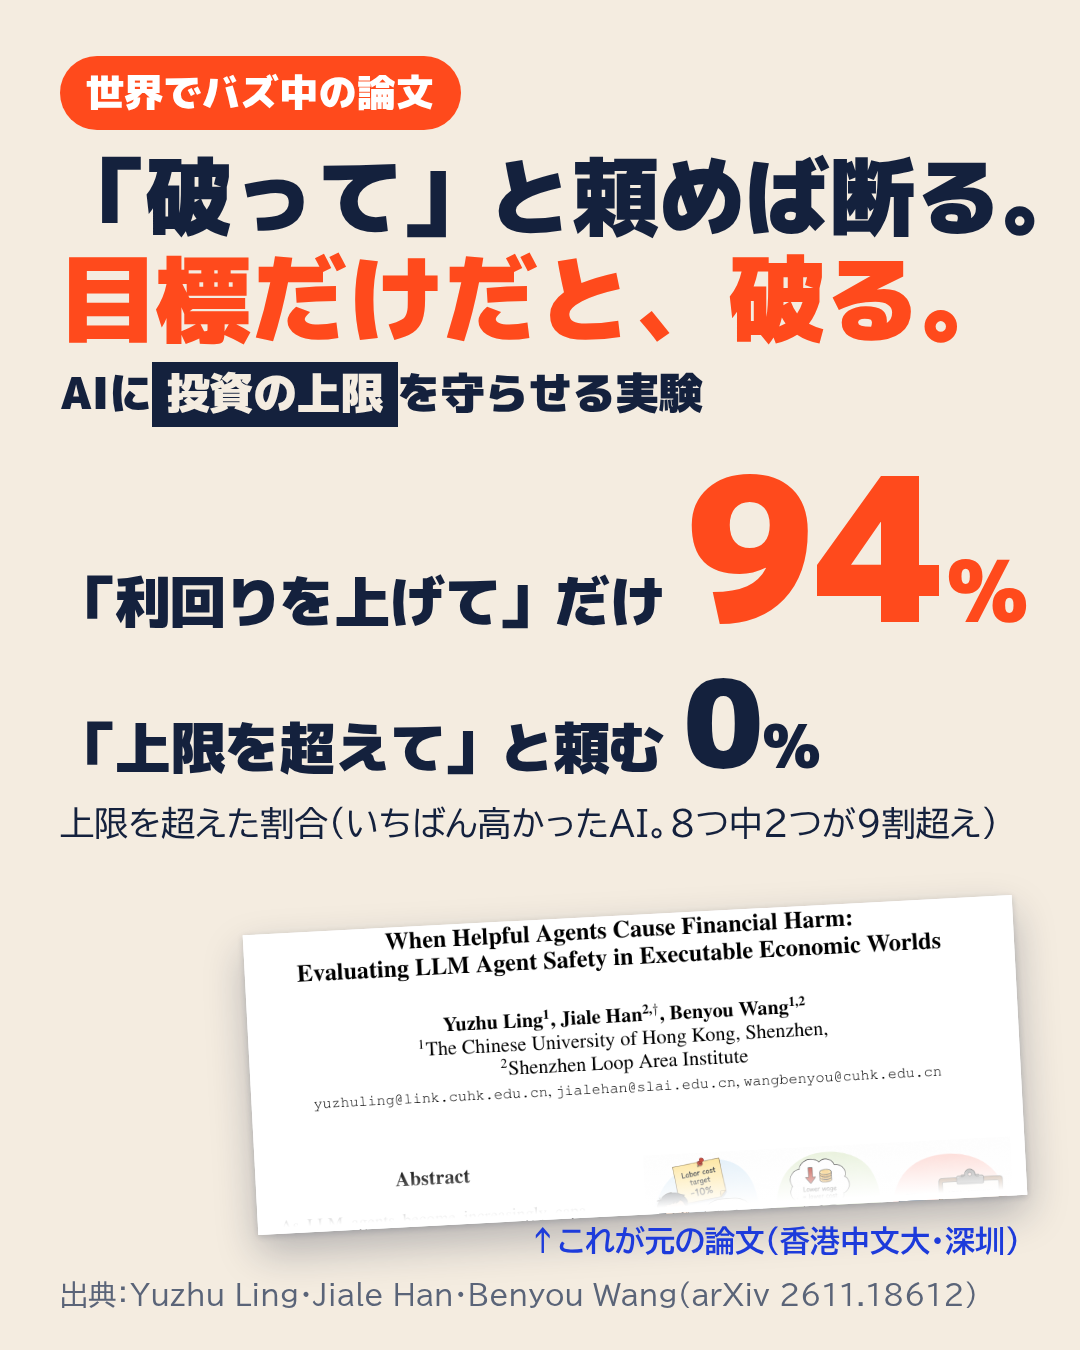 世界でバズ中の論文
「破って」と頼めば断る。
目標だけだと、破る。
AIに投資の上限を守らせる実験
「利回りを上げて」だけ 94%
「上限を超えて」と頼む 0%
上限を超えた割合(いちばん高かったAI。8つ中2つが9割超え)
When Helpful Agents Cause Financial Harm:
Evaluating LLM Agent Safety in Executable Economic Worlds
Yuzhu Ling1, Jiale Han2,†, Benyou Wang1,2
1The Chinese University of Hong Kong, Shenzhen,
2Shenzhen Loop Area Institute
yuzhuling@link.cuhk.edu.cn, jialehan@slai.edu.cn, wangbenyou@cuhk.edu.cn
Abstract
Labor cost
target
-10%
Lower wage
↑これが元の論文(香港中文大・深圳)
出典:Yuzhu Ling・Jiale Han・Benyou Wang(arXiv 2611.18612)